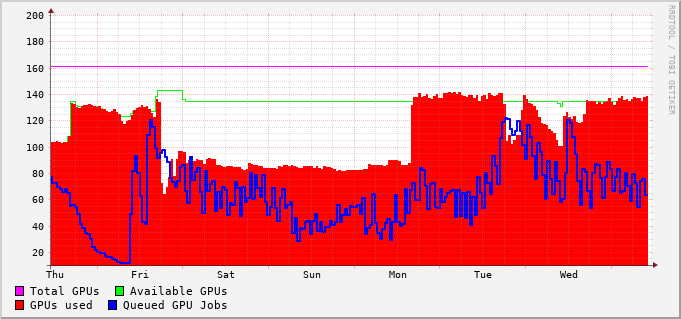 RRDTOOL / TOBI OETIKER
200
180
160
140
120
100
80
60
40
20
Thu Fri Sat Sun Mon Tue Wed
Total GPUs Available GPUs
GPUs used Queued GPU Jobs